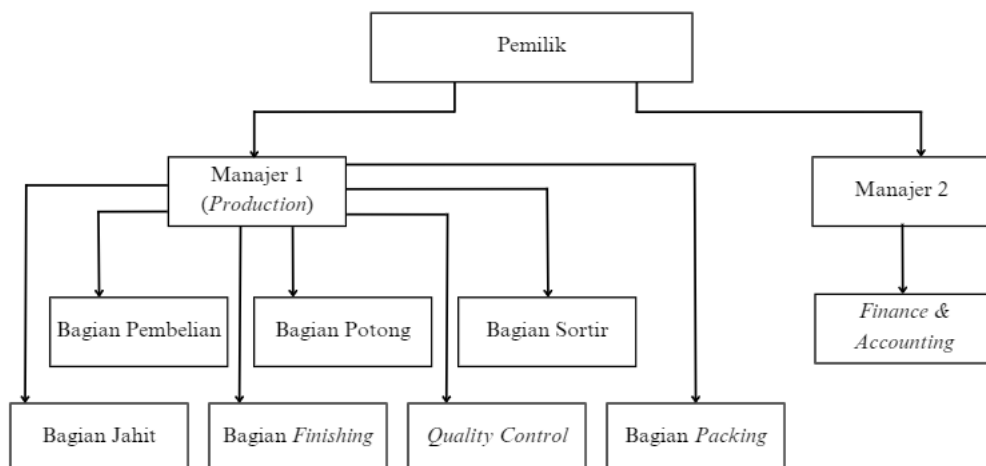 Pemilik
Manajer 1
(Production)
Manajer 2
Bagian Pembelian
Bagian Potong
Bagian Sortir
Finance &
Accounting
Bagian Jahit
Bagian Finishing
Quality Control
Bagian Packing